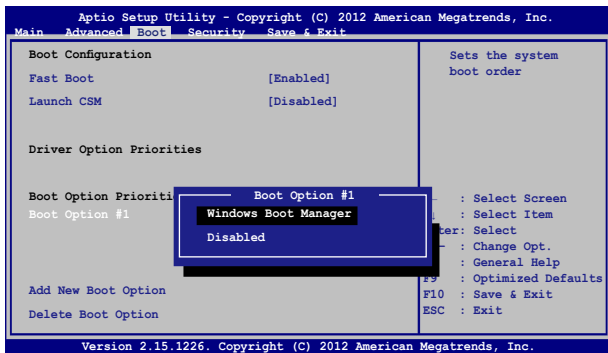 Aptio Setup Utility - Copyright (C) 2012 American Megatrends, Inc.
Main Advanced Boot Security Save & Exit
Boot Configuration
Fast Boot [Enabled]
Launch CSM [Disabled]
Driver Option Priorities
Boot Option Prioriti
Boot Option #1
Boot Option #1
Windows Boot Manager
Disabled
Add New Boot Option
Delete Boot Option
Sets the system
boot order
: Select Screen
: Select Item
ter: Select
: Change Opt.
: General Help
F9 : Optimized Defaults
F10 : Save & Exit
ESC : Exit
Version 2.15.1226. Copyright (C) 2012 American Megatrends, Inc.